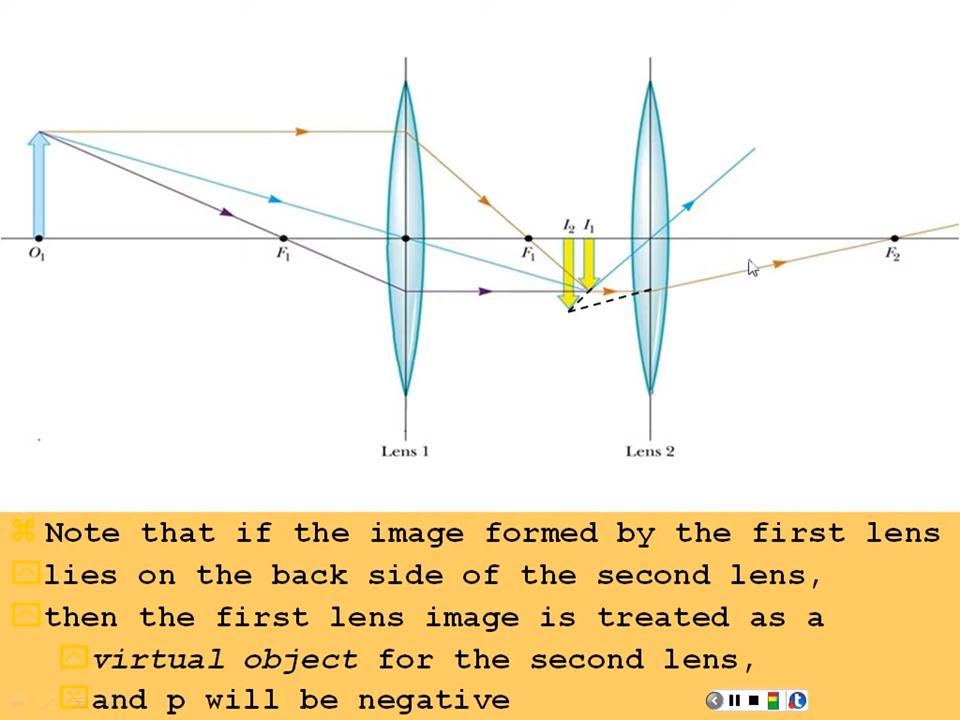 I₂ I₁
O₁ F₁ F₁ F₂
Lens 1 Lens 2
Note that if the image formed by the first lens
lies on the back side of the second lens,
then the first lens image is treated as a
virtual object for the second lens,
and p will be negative